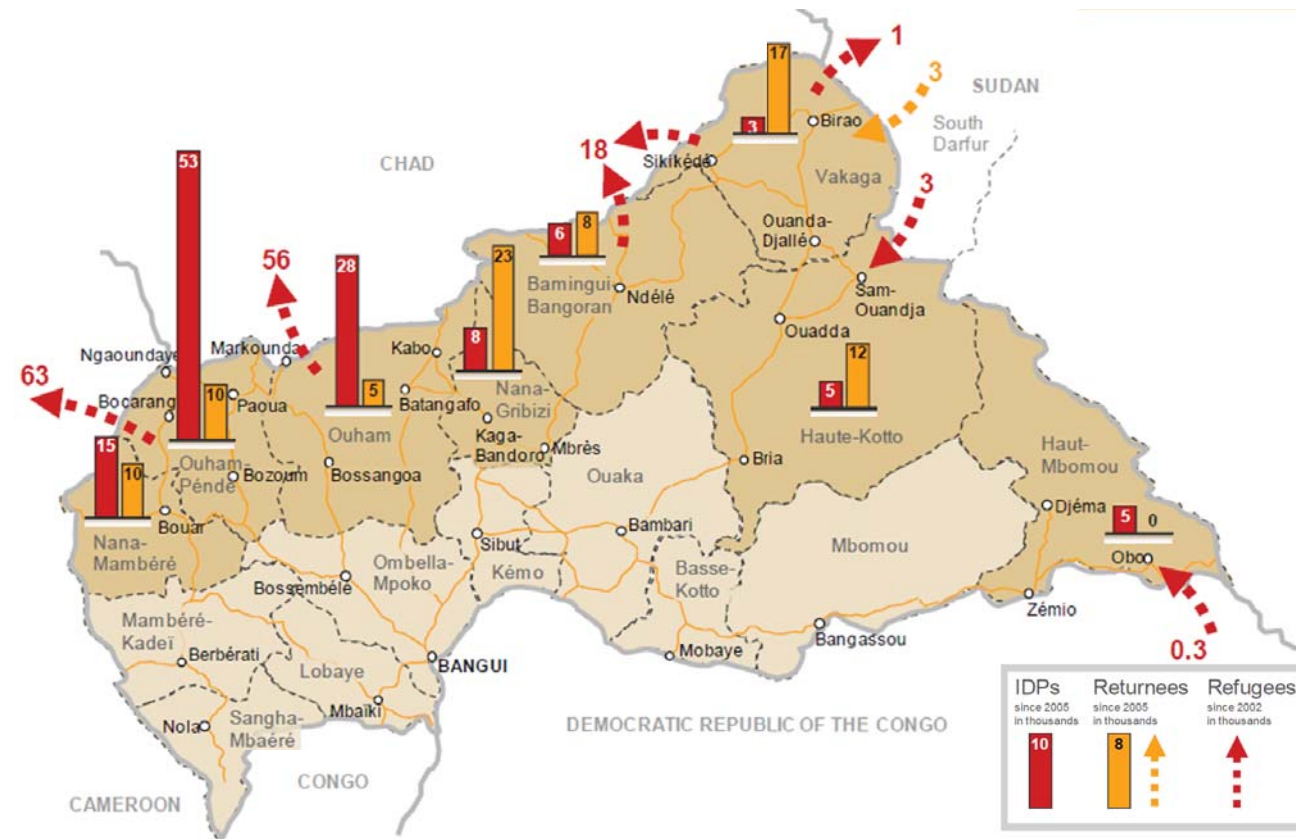 1
17
3
SUDAN
Birao
3
South
Darfur
CHAD
18
Sikikédé
Vakaga
53
3
6
8
Ouanda-
Djallé
56
28
23
Bamingui
Bangoran
Ndélé
Sam-
Ouandja
Ouadda
Ngaoundaye
Markounda
Kabo
8
12
63
Bocarang
10
Paoua
5
Batangafo
Nana-
Gribizi
5
15
10
Ouham-
Pénde
Bozoum
Ouham
Bossangoa
Kaga-
Bandoro
Mbrès
Haute-Kotto
Bria
Haut-
Mbomou
Ouaka
Djéma
5
0
Bouar
Nana-
Mambéré
Sibut
Bambari
Mbomou
Obo
Ombella-
Mpoko
Kémo
Basse-
Kotto
Bossembélé
Zémio
Mambéré-
Kadeï
Bangassou
Berbérati
Lobaye
BANGUI
Mobaye
0.3
Mbaïki
Nola
Sangha-
Mbaéré
DEMOCRATIC REPUBLIC OF THE CONGO
CONGO
CAMEROON
IDPs
since 2005
in thousands
10
Returnees
since 2005
in thousands
8
Refugees
since 2002
in thousands